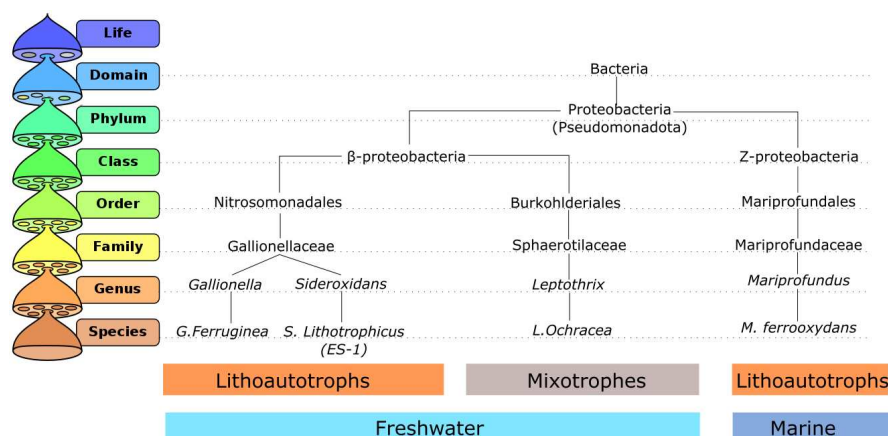 Life
Domain
Bacteria
Phylum
Proteobacteria
(Pseudomonadota)
Class
β-proteobacteria
Z-proteobacteria
Order
Nitrosomonadales
Burkohlderiales
Mariprofundales
Family
Gallionellaceae
Sphaerotilaceae
Mariprofundaceae
Genus
Gallionella
Sideroxidans
Leptothrix
Mariprofundus
Species
G.Ferruginea
S. Lithotrophicus
(ES-1)
L.Ochracea
M. ferrooxydans
Lithoautotrophs
Mixotrophes
Lithoautotrophs
Freshwater
Marine